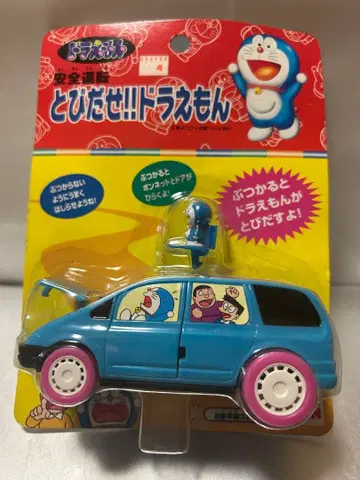 ドラえもん
安全運転
とびだせ!!ドラえもん
4
ぶつからない
ようにうまく
はしらせようね!
ぶつかると
ボンネットとドアが
ひらくよ!
ぶつかると
ドラえもんが
とびだすよ!